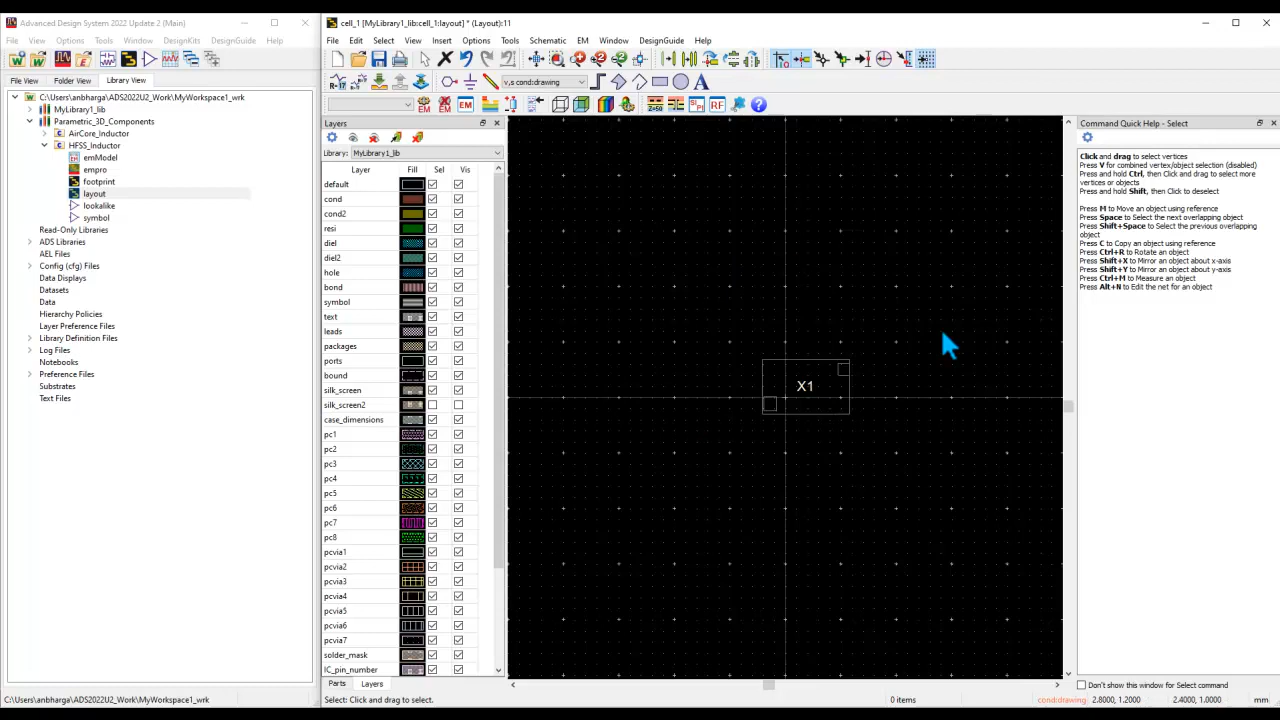 Advanced Design System 2022 Update 2 (Main)
File View Options Tools Window DesignKits DesignGuide Help
File View Folder View Library View
C:\Users\anbharga\ADS2022U2_Work\MyWorkspace1_wrk
MyLibrary1_lib
Parametric_3D_Components
AirCore_Inductor
HFSS_Inductor
emModel
empro
footprint
layout
lookalike
symbol
Read-Only Libraries
ADS Libraries
AEL Files
Config (cfg) Files
Data Displays
Datasets
Data
Hierarchy Policies
Layer Preference Files
Library Definition Files
Log Files
Notebooks
Preference Files
Substrates
Text Files
C:\Users\anbharga\ADS2022U2_Work\MyWorkspace1_wrk
cell_1 [MyLibrary1_lib:cell_1:layout] * (Layout):11
File Edit Select View Insert Options Tools Schematic EM Window DesignGuide Help
v,s cond:drawing
EM EM EM Z=50 SI/PI RF
Layers
Library: MyLibrary1_lib
Layer Fill Sel Vis
default
cond
cond2
resi
diel
diel2
hole
bond
symbol
text
leads
packages
ports
bound
silk_screen
silk_screen2
case_dimensions
pc1
pc2
pc3
pc4
pc5
pc6
pc7
pc8
pcvia1
pcvia2
pcvia3
pcvia4
pcvia5
pcvia6
pcvia7
solder_mask
IC_pin_number
Parts Layers
X1
Command Quick Help - Select
Click and drag to select vertices
Press V for combined vertex/object selection (disabled)
Press and hold Ctrl, then Click and drag to select more
vertices or objects
Press and hold Shift, then Click to deselect
Press M to Move an object using reference
Press Space to Select the next overlapping object
Press Shift+Space to Select the previous overlapping
object
Press C to Copy an object using reference
Press Ctrl+R to Rotate an object
Press Shift+X to Mirror an object about x-axis
Press Shift+Y to Mirror an object about y-axis
Press Ctrl+M to Measure an object
Press Alt+N to Edit the net for an object
Don't show this window for Select command
Select: Click and drag to select. 0 items cond:drawing 2.8000, 1.2000 2.4000, 1.0000 mm